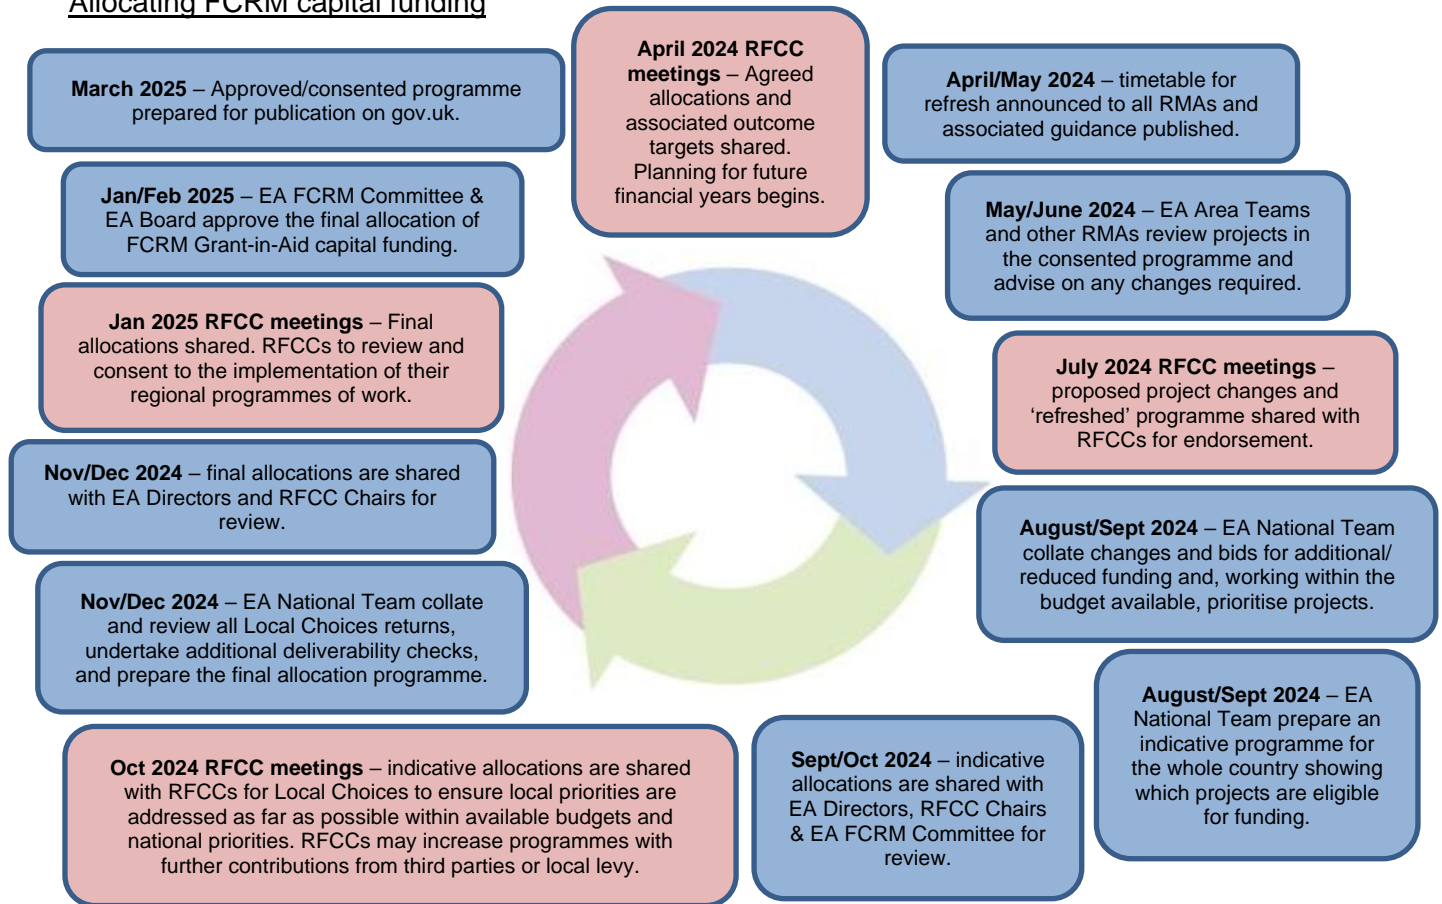 Allocating FCRM capital funding
April 2024 RFCC
meetings – Agreed
allocations and
associated outcome
targets shared.
Planning for future
financial years begins.
April/May 2024 – timetable for
refresh announced to all RMAs and
associated guidance published.
May/June 2024 – EA Area Teams
and other RMAs review projects in
the consented programme and
advise on any changes required.
July 2024 RFCC meetings –
proposed project changes and
‘refreshed’ programme shared with
RFCCs for endorsement.
August/Sept 2024 – EA National Team
collate changes and bids for additional/
reduced funding and, working within the
budget available, prioritise projects.
August/Sept 2024 – EA
National Team prepare an
indicative programme for
the whole country showing
which projects are eligible
for funding.
Sept/Oct 2024 – indicative
allocations are shared with
EA Directors, RFCC Chairs
& EA FCRM Committee for
review.
Oct 2024 RFCC meetings – indicative allocations are shared
with RFCCs for Local Choices to ensure local priorities are
addressed as far as possible within available budgets and
national priorities. RFCCs may increase programmes with
further contributions from third parties or local levy.
Nov/Dec 2024 – EA National Team collate
and review all Local Choices returns,
undertake additional deliverability checks,
and prepare the final allocation programme.
Nov/Dec 2024 – final allocations are shared
with EA Directors and RFCC Chairs for
review.
Jan 2025 RFCC meetings – Final
allocations shared. RFCCs to review and
consent to the implementation of their
regional programmes of work.
Jan/Feb 2025 – EA FCRM Committee &
EA Board approve the final allocation of
FCRM Grant-in-Aid capital funding.
March 2025 – Approved/consented programme
prepared for publication on gov.uk.